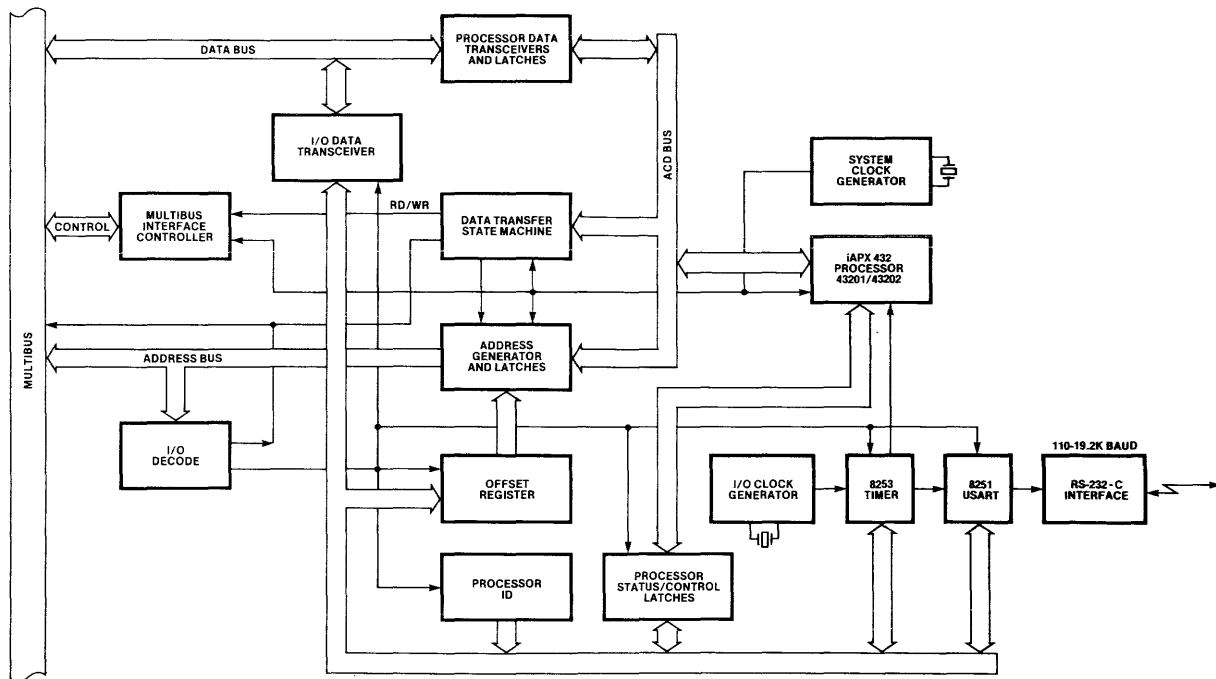 DATA BUS
PROCESSOR DATA
TRANSCEIVERS
AND LATCHES
I/O DATA
TRANSCEIVER
ACD BUS
SYSTEM
CLOCK
GENERATOR
CONTROL
MULTIBUS
INTERFACE
CONTROLLER
RD/WR
DATA TRANSFER
STATE MACHINE
iAPX 432
PROCESSOR
43201/43202
MULTIBUS
ADDRESS BUS
ADDRESS
GENERATOR
AND LATCHES
I/O
DECODE
OFFSET
REGISTER
I/O CLOCK
GENERATOR
8253
TIMER
8251
USART
110-19.2K BAUD
RS-232-C
INTERFACE
PROCESSOR
ID
PROCESSOR
STATUS/CONTROL
LATCHES